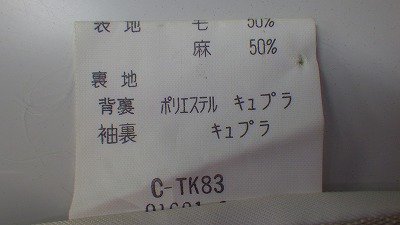 表地 毛 50%
麻 50%
裏地
背裏 ポリエステル キュプラ
袖裏 キュプラ
C-TK83